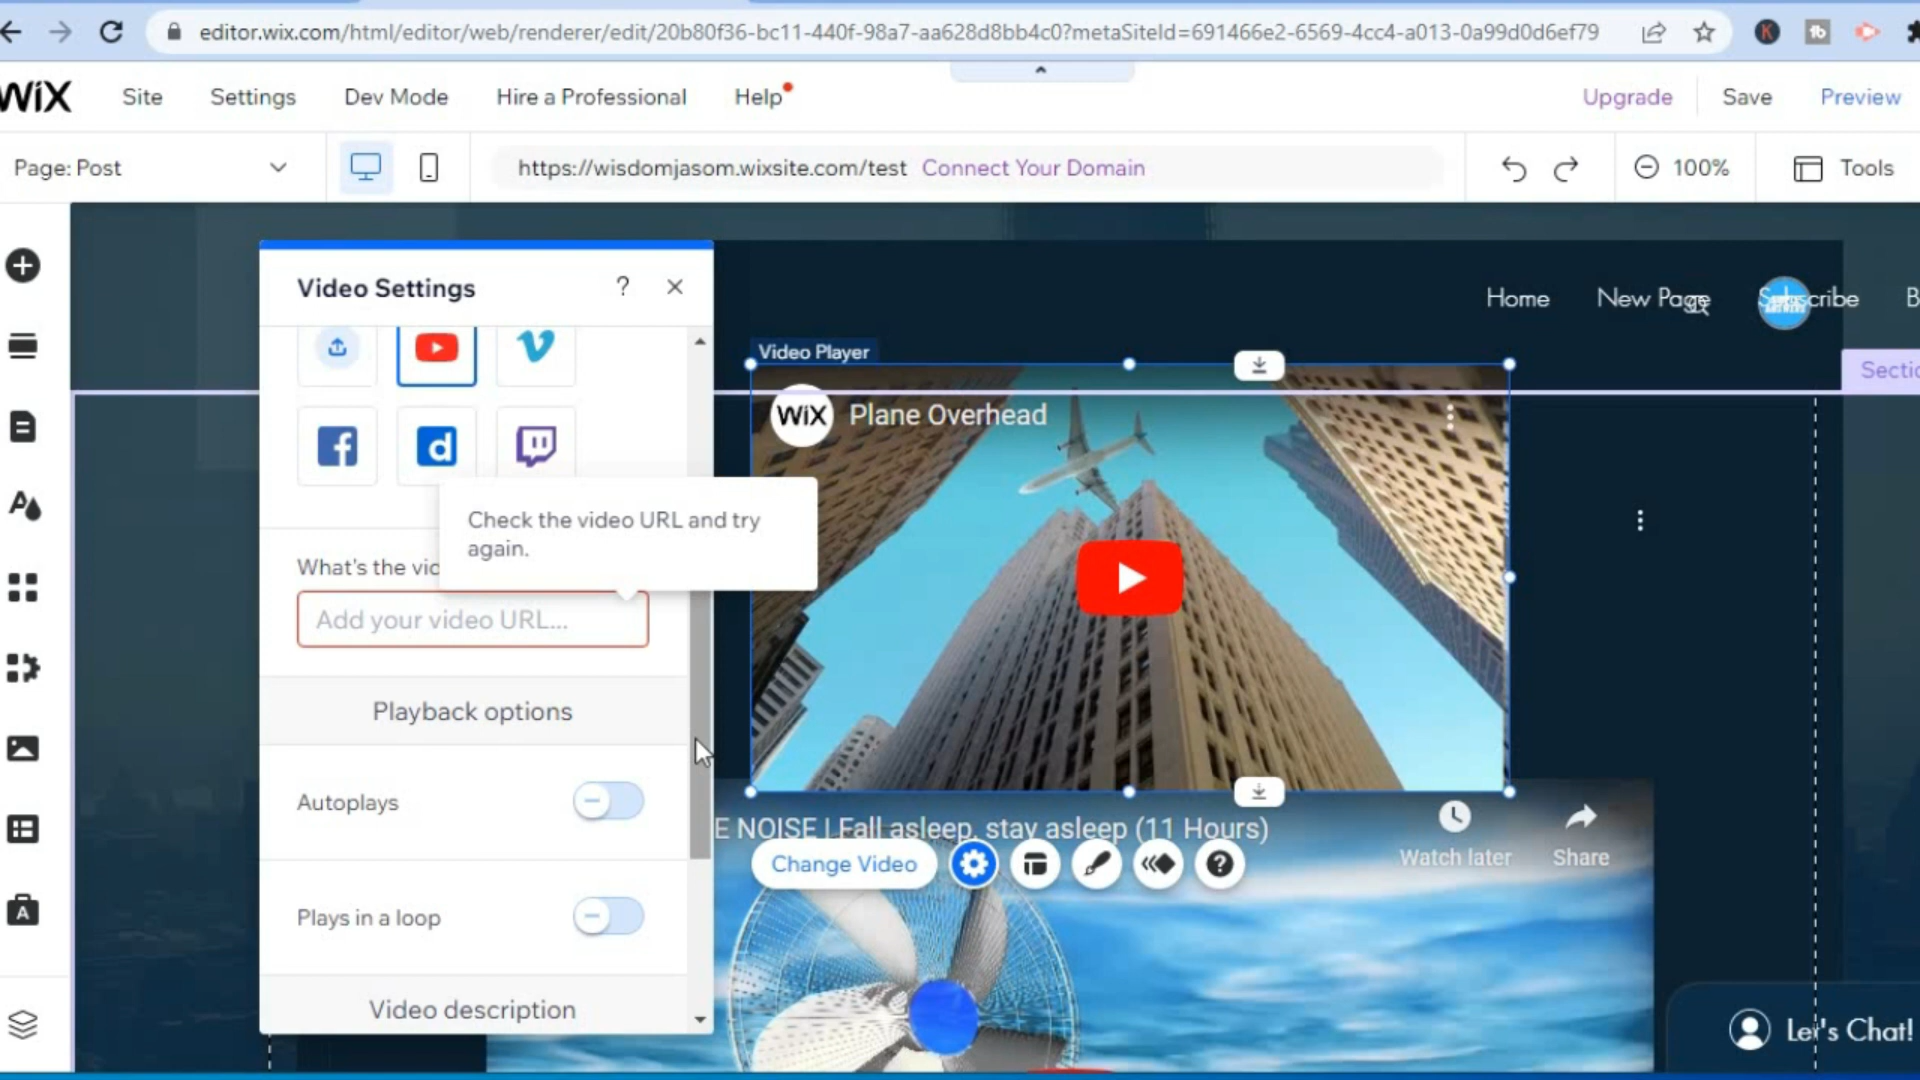 editor.wix.com/html/editor/web/renderer/edit/20b80f36-bc11-440f-98a7-aa628d8bb4c0?metaSiteId=691466e2-6569-4cc4-a013-0a99d0d6ef79
K
tb
WiX Site Settings Dev Mode Hire a Professional Help Upgrade Save Preview
Page: Post https://wisdomjasom.wixsite.com/test Connect Your Domain 100% Tools
Video Settings ? ×
Home New Page Subscribe B
Video Player
Sectio
WiX Plane Overhead
Check the video URL and try
again.
What's the vid
Add your video URL...
Playback options
Autoplays
Plays in a loop
Video description
E NOISE | Fall asleep, stay asleep (11 Hours)
Watch later Share
Change Video
Let's Chat!